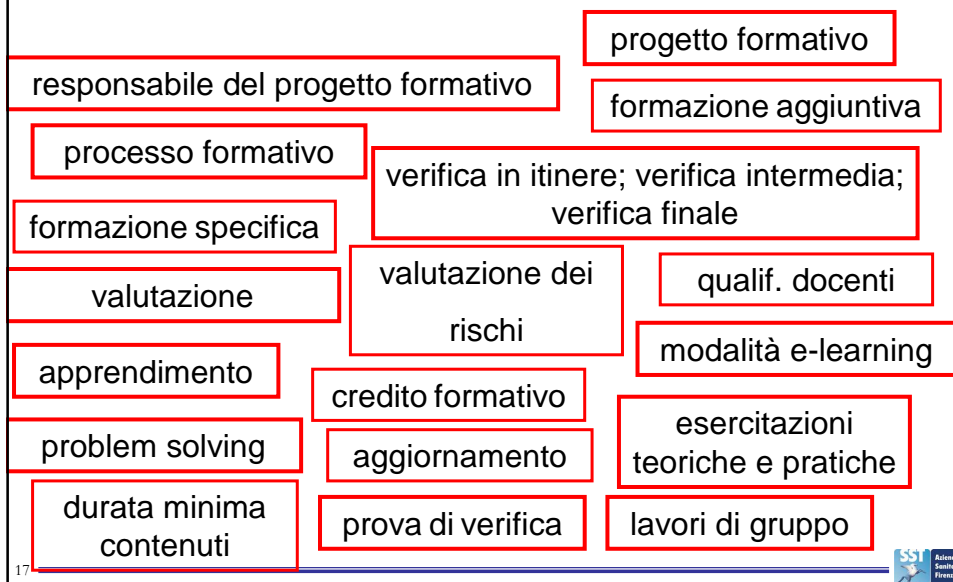 progetto formativo
responsabile del progetto formativo
formazione aggiuntiva
processo formativo
verifica in itinere; verifica intermedia;
verifica finale
formazione specifica
valutazione dei
rischi
qualif. docenti
valutazione
modalità e-learning
apprendimento
credito formativo
esercitazioni
teoriche e pratiche
problem solving
aggiornamento
durata minima
contenuti
prova di verifica
lavori di gruppo
17
SST
Firenz